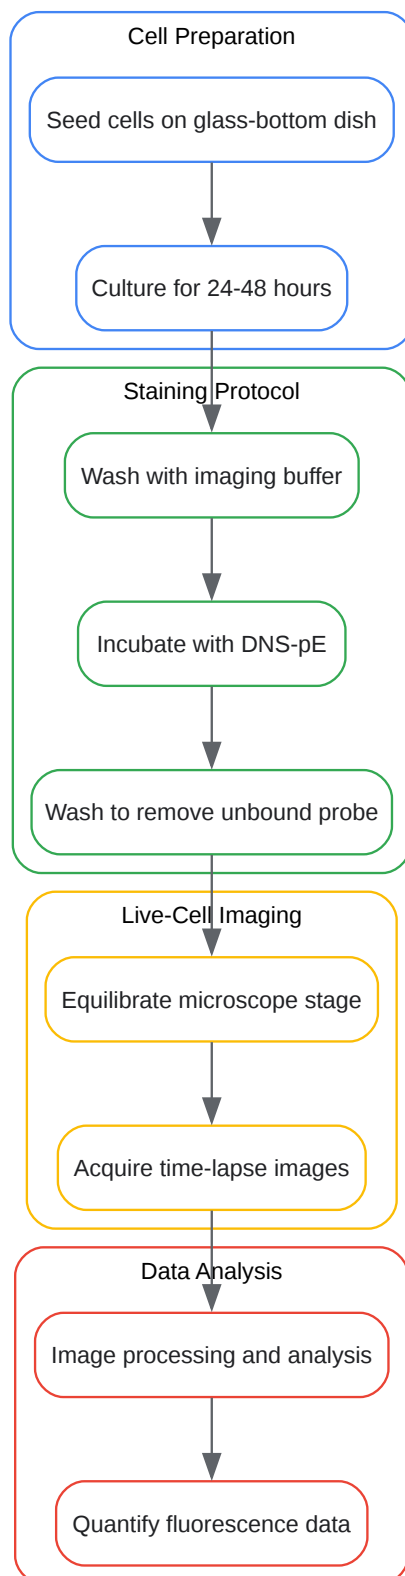 Cell Preparation
Seed cells on glass-bottom dish
Culture for 24-48 hours
Staining Protocol
Wash with imaging buffer
Incubate with DNS-pE
Wash to remove unbound probe
Live-Cell Imaging
Equilibrate microscope stage
Acquire time-lapse images
Data Analysis
Image processing and analysis
Quantify fluorescence data